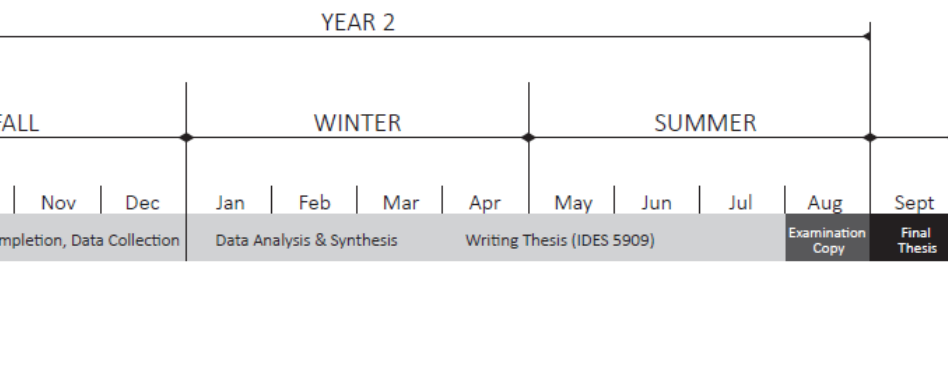 YEAR 2
FALL WINTER SUMMER
Nov Dec Jan Feb Mar Apr May Jun Jul Aug Sept
mpletion, Data Collection Data Analysis & Synthesis Writing Thesis (IDES 5909) Examination Final
Copy Thesis